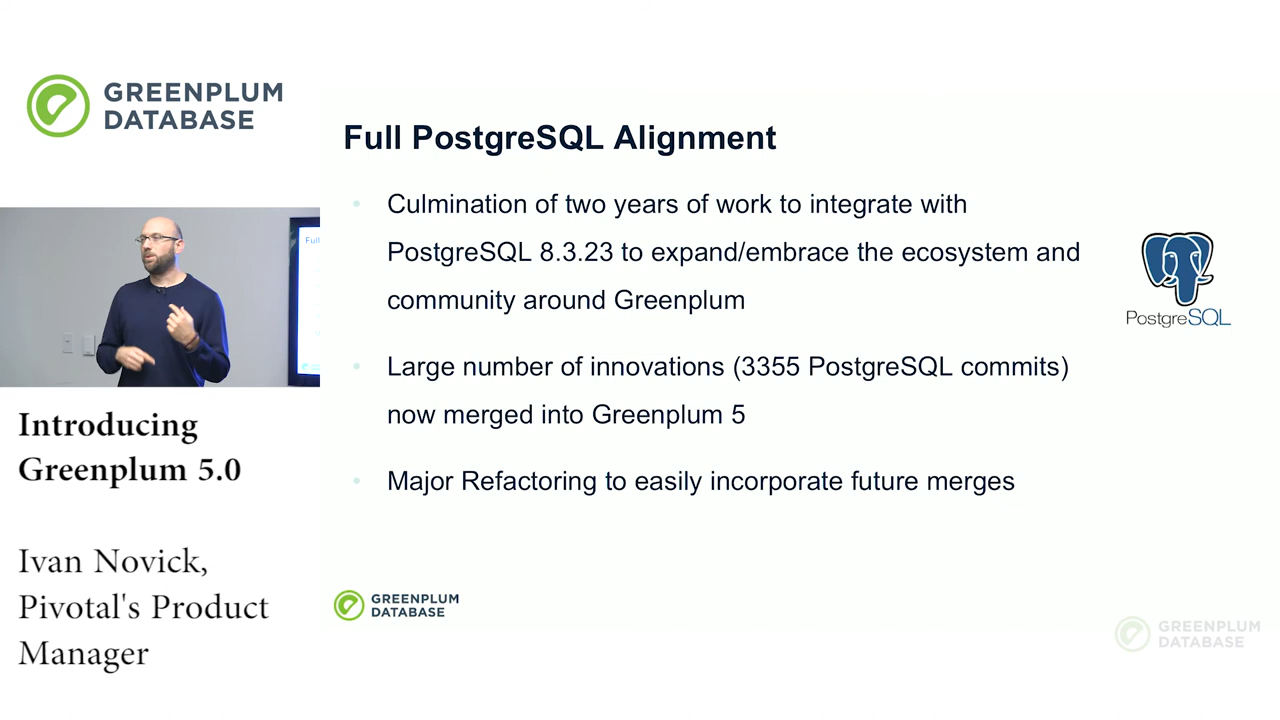 GREENPLUM
DATABASE
Full PostgreSQL Alignment
• Culmination of two years of work to integrate with
PostgreSQL 8.3.23 to expand/embrace the ecosystem and
community around Greenplum
• Large number of innovations (3355 PostgreSQL commits)
now merged into Greenplum 5
• Major Refactoring to easily incorporate future merges
PostgreSQL
Full
Introducing
Greenplum 5.0
Ivan Novick,
Pivotal's Product
Manager
GREENPLUM
DATABASE
GREENPLUM
DATABASE